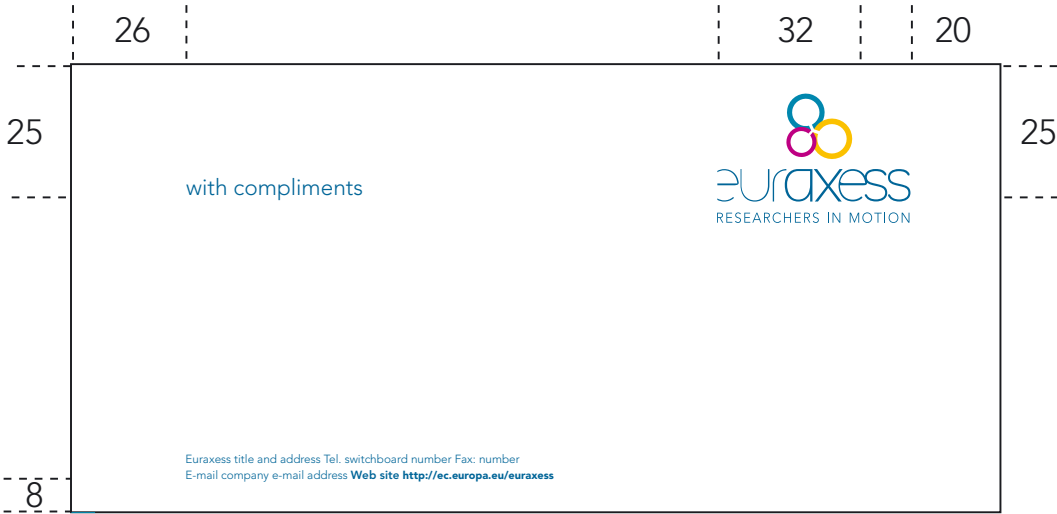 26
32
20
25
25
with compliments
euraxess
RESEARCHERS IN MOTION
Euraxess title and address Tel. switchboard number Fax: number
E-mail company e-mail address Web site http://ec.europa.eu/euraxess
8